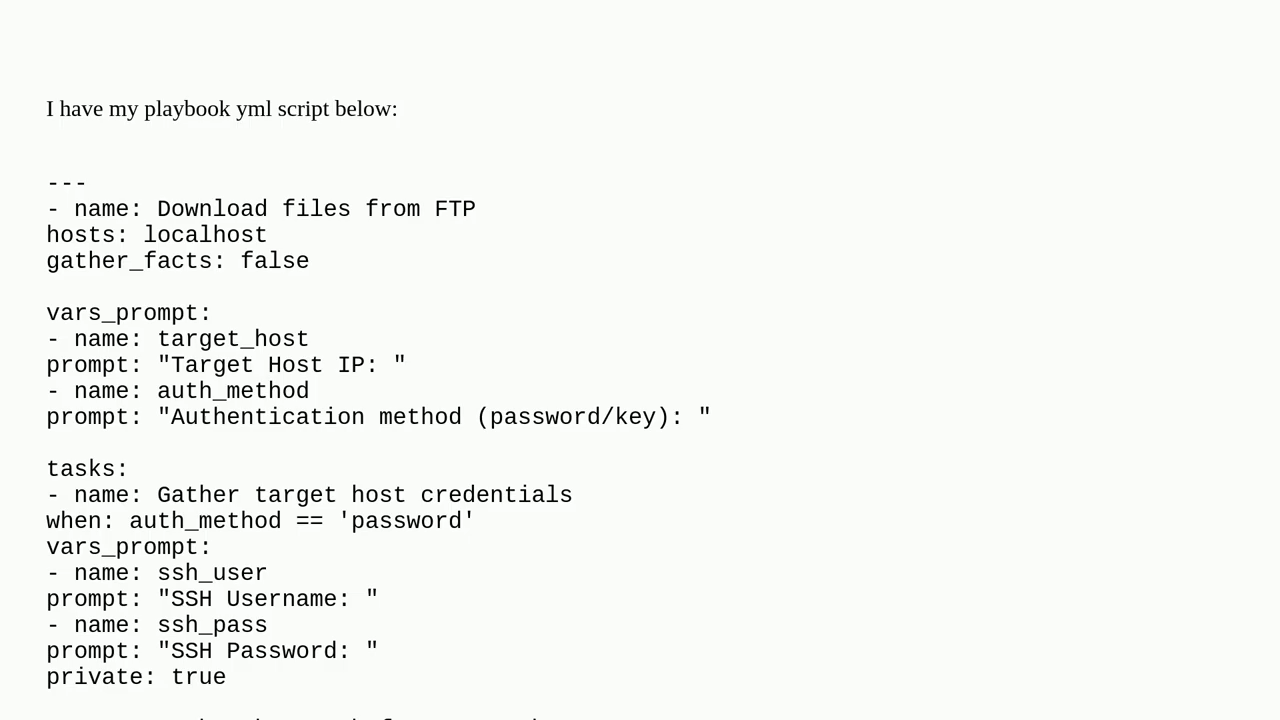 I have my playbook yml script below:
---
- name: Download files from FTP
hosts: localhost
gather_facts: false
vars_prompt:
- name: target_host
prompt: "Target Host IP: "
- name: auth_method
prompt: "Authentication method (password/key): "
tasks:
- name: Gather target host credentials
when: auth_method == 'password'
vars_prompt:
- name: ssh_user
prompt: "SSH Username: "
- name: ssh_pass
prompt: "SSH Password: "
private: true